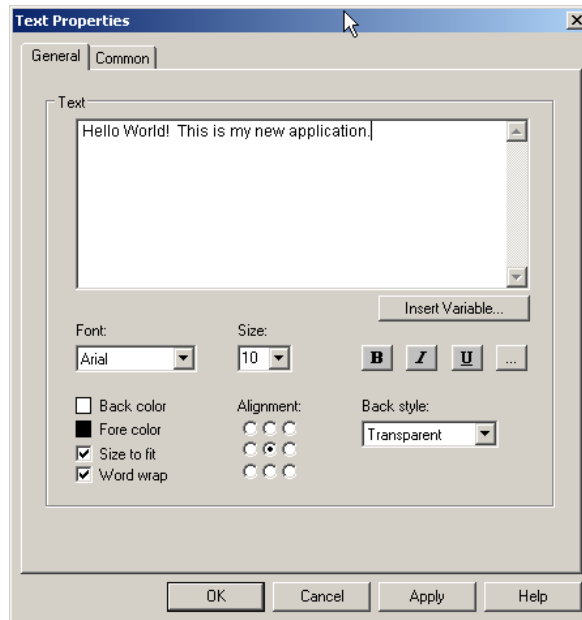 Text Properties
General Common
Text
Hello World!  This is my new application.
Insert Variable...
Font: Size:
Arial 10 B I U ...
Back color Alignment: Back style:
Fore color Transparent
Size to fit
Word wrap
OK Cancel Apply Help